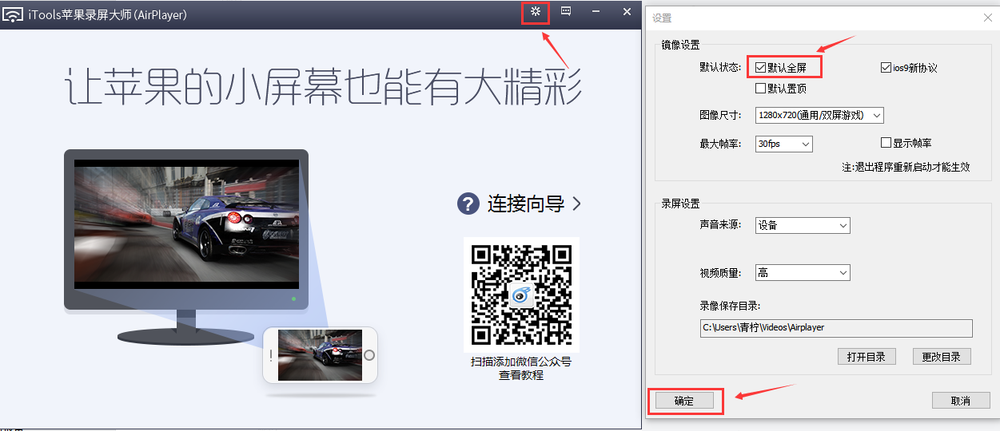 iTools苹果录屏大师(AirPlayer)
让苹果的小屏幕也能有大精彩
? 连接向导 >
扫描添加微信公众号
查看教程
设置
镜像设置
默认状态: 默认全屏 ios9新协议
默认置顶
图像尺寸: 1280x720(通用/双屏游戏)
最大帧率: 30fps 显示帧率
注:退出程序重新启动才能生效
录屏设置
声音来源: 设备
视频质量: 高
录像保存目录:
C:\Users\青柠\Videos\Airplayer
打开目录 更改目录
确定 取消